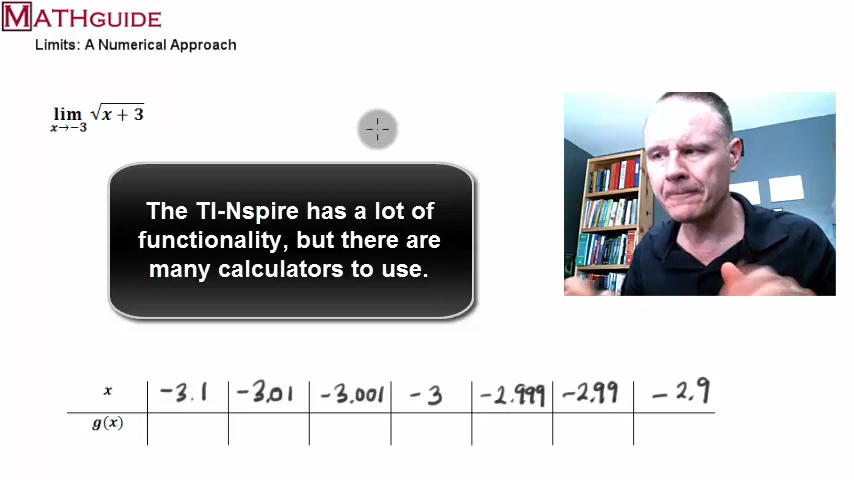 MATHGUIDE
Limits: A Numerical Approach
lim √x + 3
x→−3
The TI-Nspire has a lot of
functionality, but there are
many calculators to use.
x -3.1 -3.01 -3.001 -3 -2.999 -2.99 -2.9
g(x)